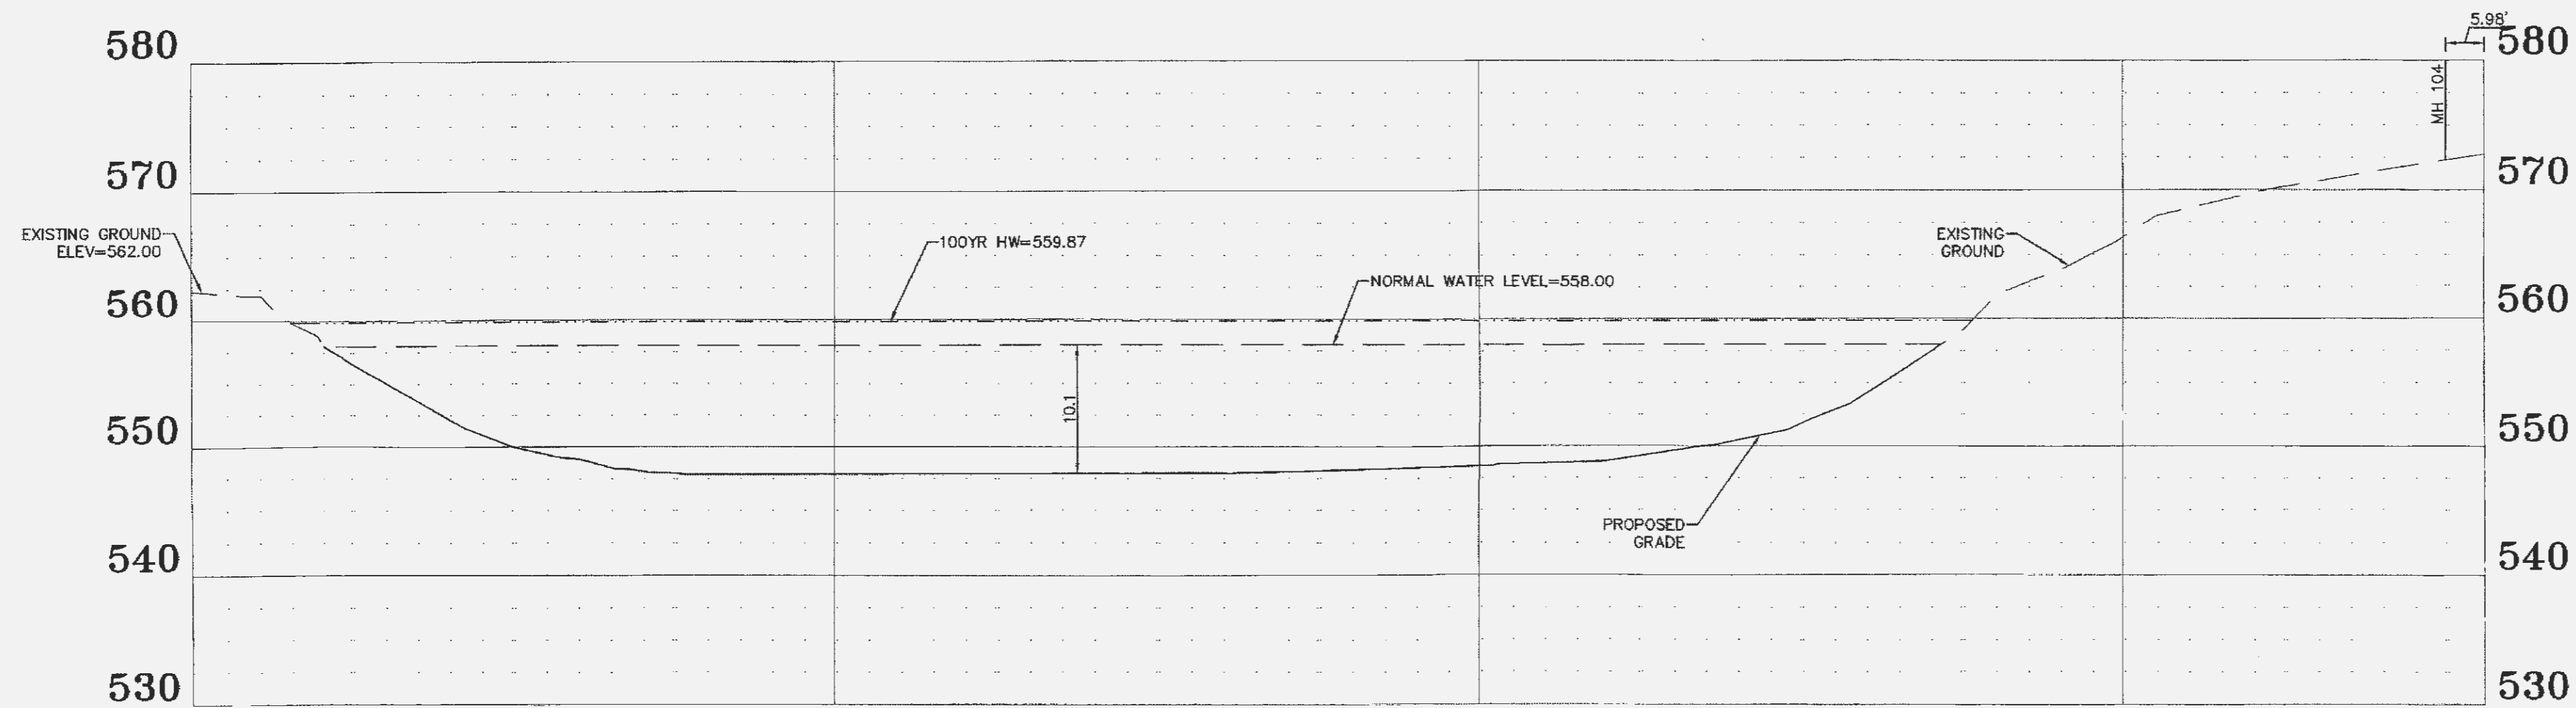 5.98'
580
580
MH 104
570
570
EXISTING GROUND
ELEV=562.00
100YR HW=559.87
EXISTING
GROUND
NORMAL WATER LEVEL=558.00
560
560
10.1
550
550
PROPOSED
GRADE
540
540
530
530